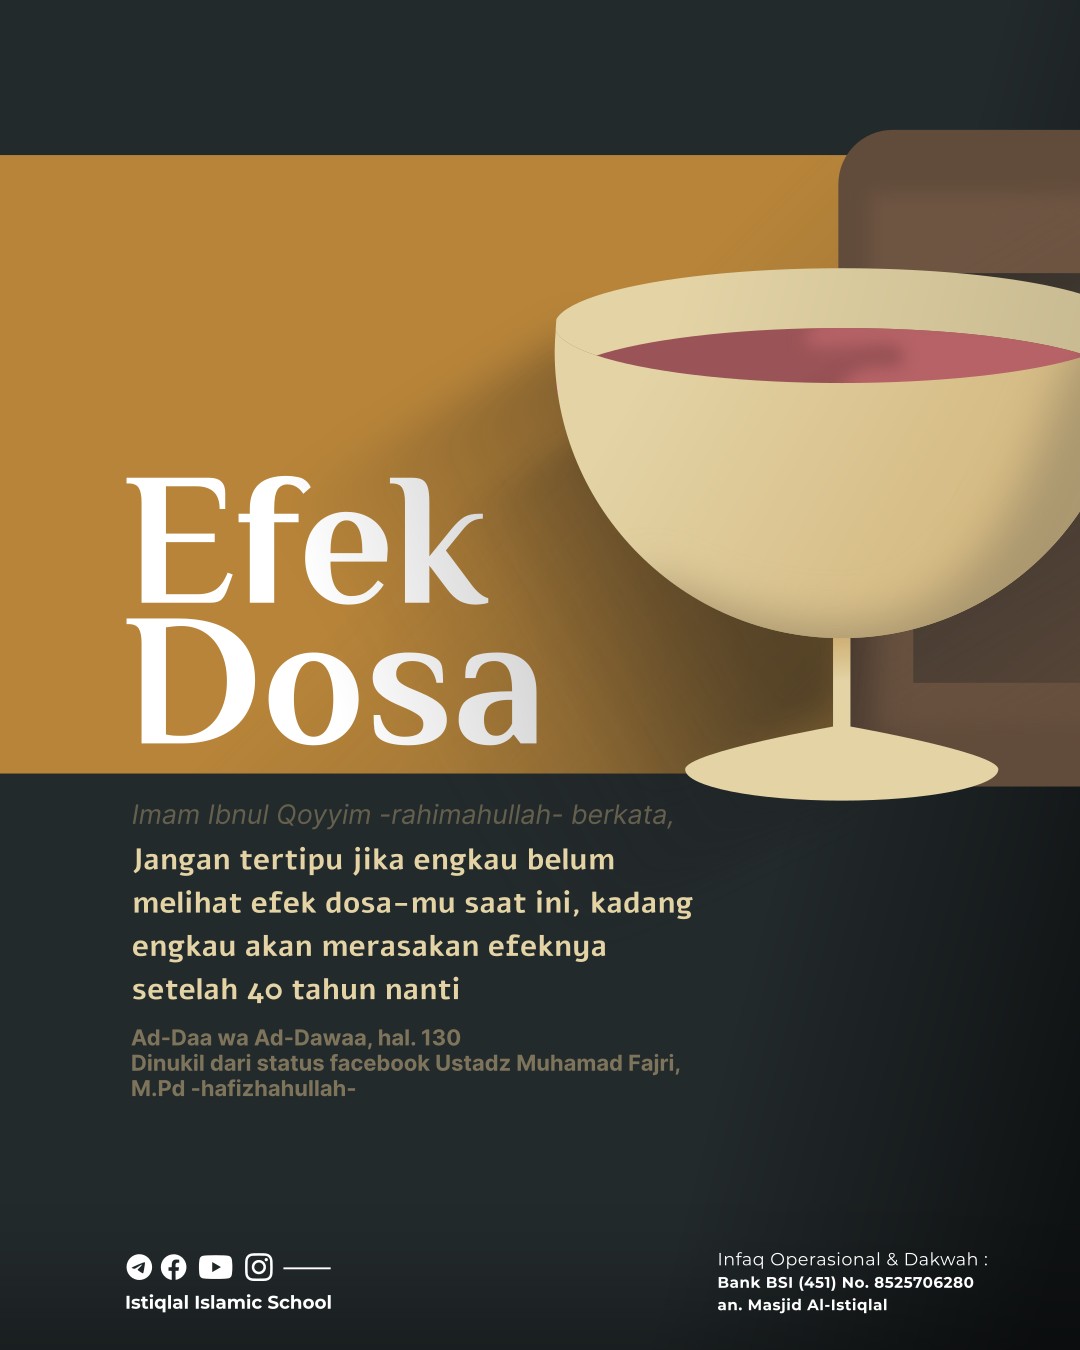 Efek
Dosa
Imam Ibnul Qoyyim -rahimahullah- berkata,
Jangan tertipu jika engkau belum
melihat efek dosa-mu saat ini, kadang
engkau akan merasakan efeknya
setelah 40 tahun nanti
Ad-Daa wa Ad-Dawaa, hal. 130
Dinukil dari status facebook Ustadz Muhamad Fajri,
M.Pd -hafizhahullah-
Istiqlal Islamic School
Infaq Operasional & Dakwah :
Bank BSI (451) No. 8525706280
an. Masjid Al-Istiqlal